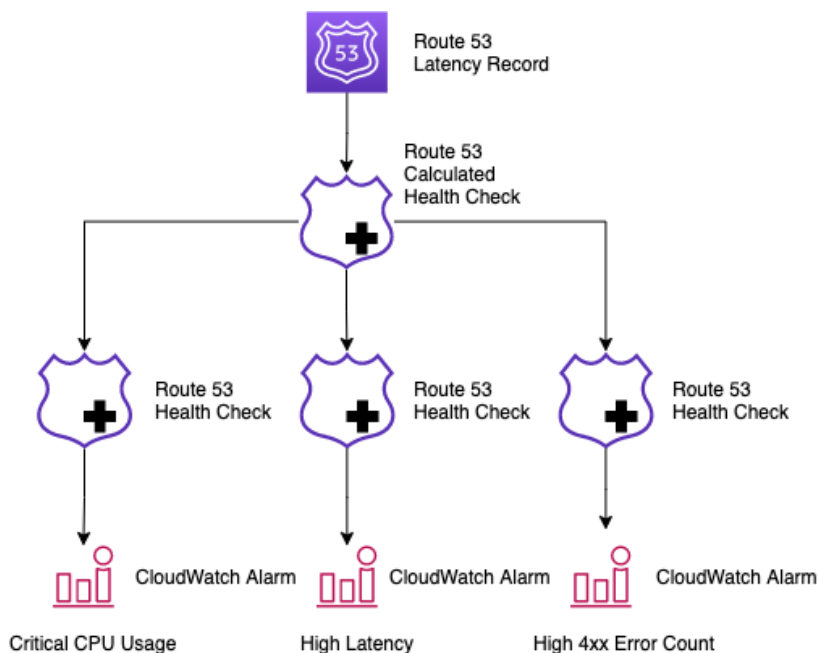 53
Route 53
Latency Record
Route 53
Calculated
Health Check
Route 53
Health Check
Route 53
Health Check
Route 53
Health Check
CloudWatch Alarm
CloudWatch Alarm
CloudWatch Alarm
Critical CPU Usage
High Latency
High 4xx Error Count